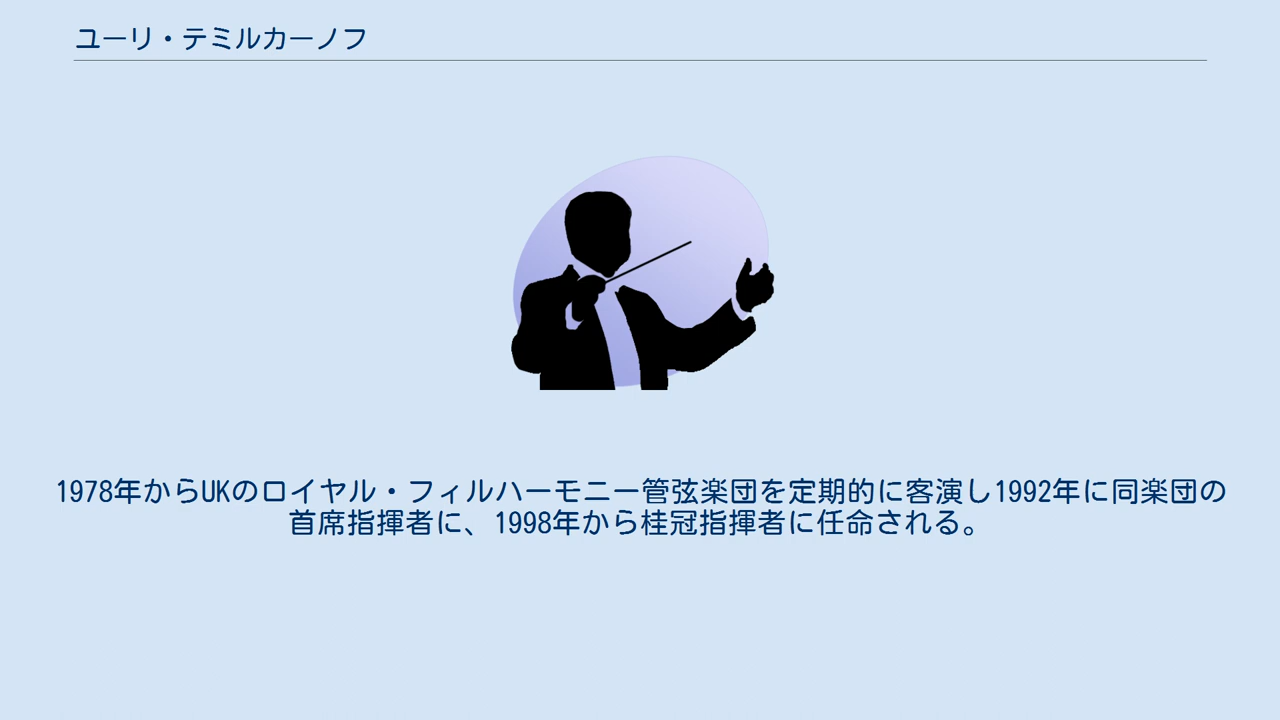 ユーリ・テミルカーノフ
1978年からUKのロイヤル・フィルハーモニー管弦楽団を定期的に客演し1992年に同楽団の
首席指揮者に、1998年から桂冠指揮者に任命される。